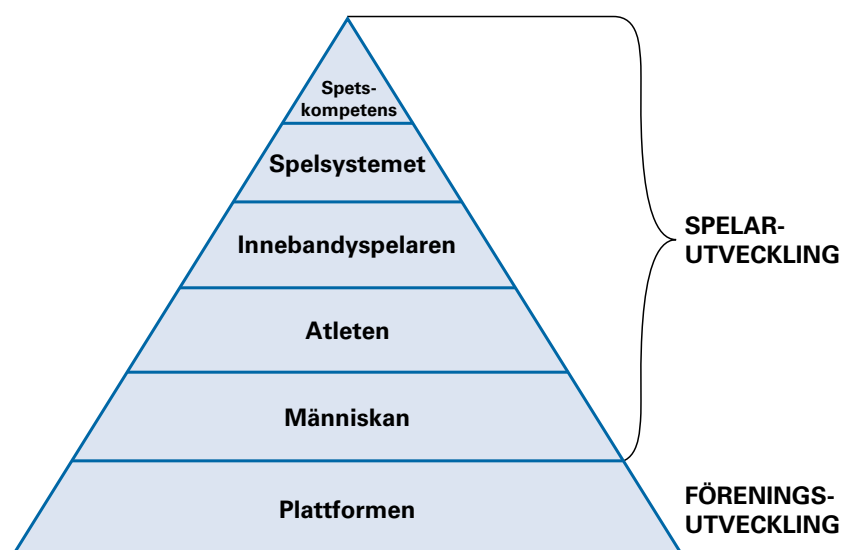 Spets-
kompetens
Spelsystemet
Innebandyspelaren
Atleten
Människan
Plattformen
SPELAR-
UTVECKLING
FÖRENINGS-
UTVECKLING